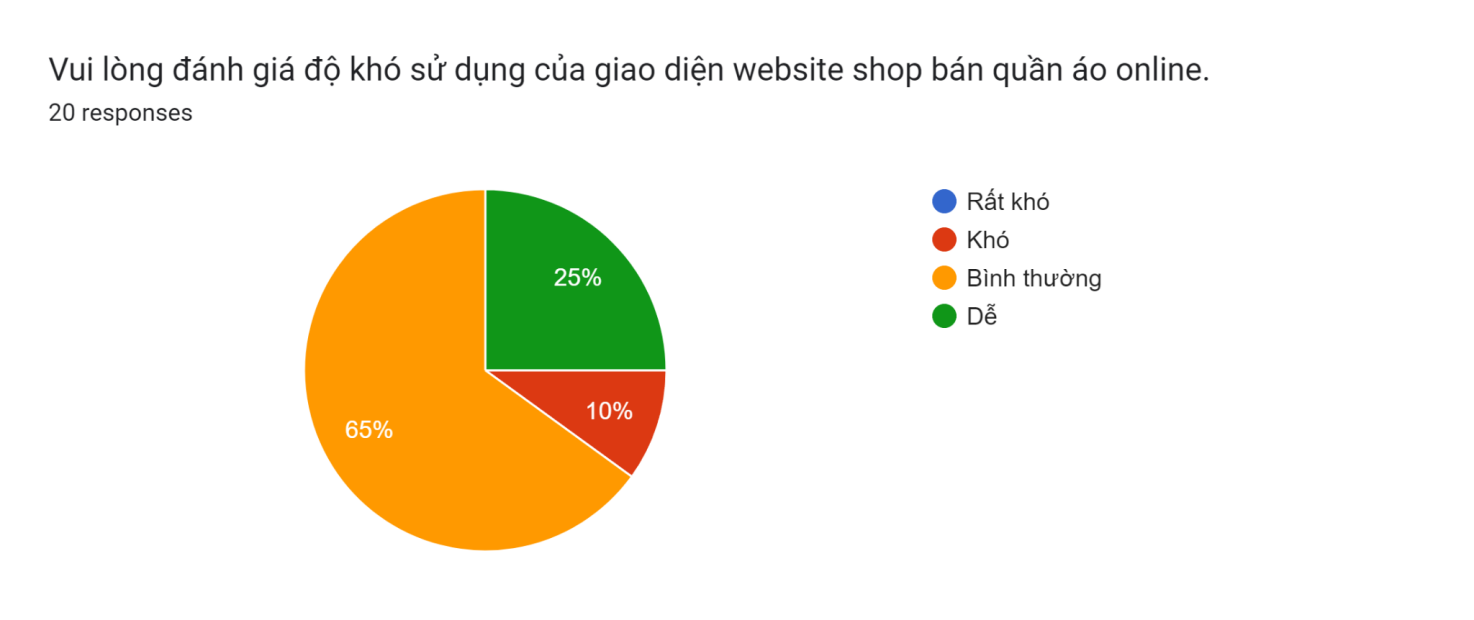 Vui lòng đánh giá độ khó sử dụng của giao diện website shop bán quần áo online.
20 responses
Rất khó
Khó
Bình thường
Dễ
25%
10%
65%